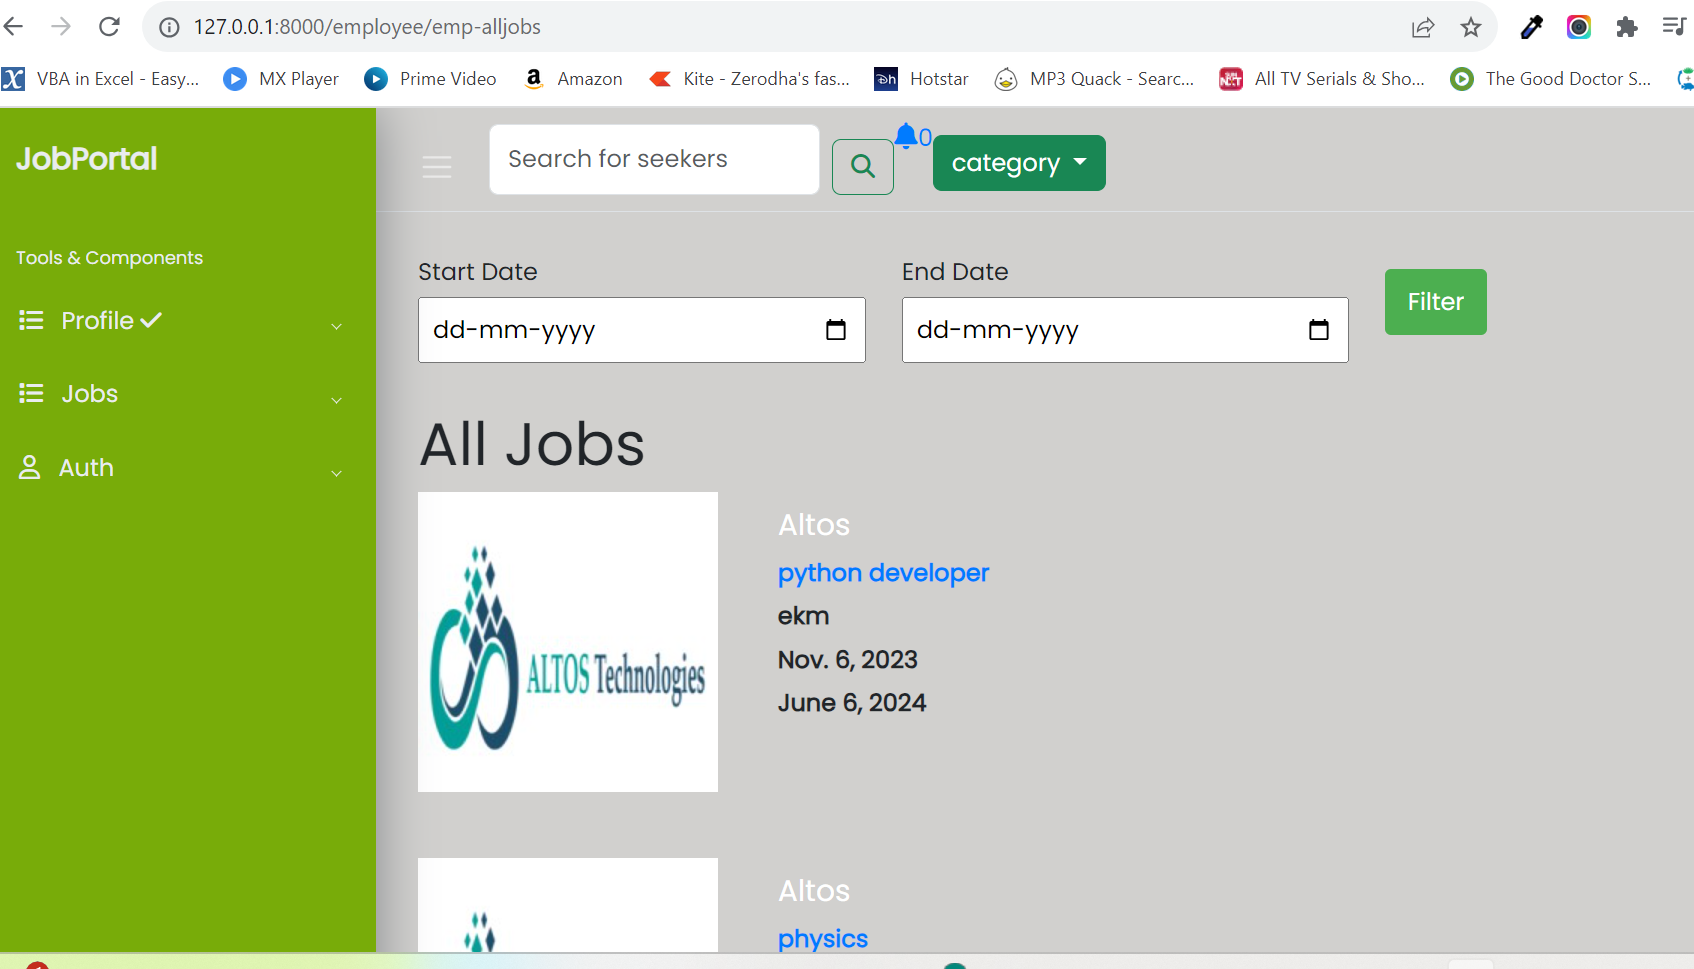 127.0.0.1:8000/employee/emp-alljobs
VBA in Excel - Easy... MX Player Prime Video Amazon Kite - Zerodha's fas... Hotstar MP3 Quack - Searc... All TV Serials & Sho... The Good Doctor S...
JobPortal
Search for seekers
0
category
Tools & Components
Profile
Jobs
Auth
Start Date
End Date
dd-mm-yyyy
dd-mm-yyyy
Filter
All Jobs
ALTOS Technologies
Altos
python developer
ekm
Nov. 6, 2023
June 6, 2024
Altos
physics